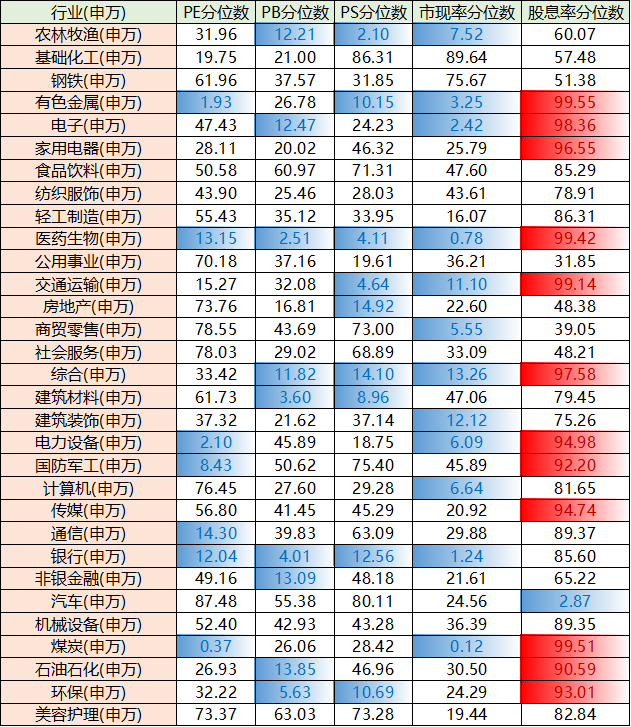 行业(申万) PE分位数 PB分位数 PS分位数 市现率分位数 股息率分位数
农林牧渔(申万) 31.96 12.21 2.10 7.52 60.07
基础化工(申万) 19.75 21.00 86.31 89.64 57.48
钢铁(申万) 61.96 37.57 31.85 75.67 51.38
有色金属(申万) 1.93 26.78 10.15 3.25 99.55
电子(申万) 47.43 12.47 24.23 2.42 98.36
家用电器(申万) 28.11 20.02 46.32 25.79 96.55
食品饮料(申万) 50.58 60.97 71.31 47.60 85.29
纺织服饰(申万) 43.90 25.46 28.03 43.61 78.91
轻工制造(申万) 55.43 35.12 33.95 16.07 86.31
医药生物(申万) 13.15 2.51 4.11 0.78 99.42
公用事业(申万) 70.18 37.16 19.61 36.21 31.85
交通运输(申万) 15.27 32.08 4.64 11.10 99.14
房地产(申万) 73.76 16.81 14.92 22.60 48.38
商贸零售(申万) 78.55 43.69 73.00 5.55 39.05
社会服务(申万) 78.03 29.02 68.89 33.09 48.21
综合(申万) 33.42 11.82 14.10 13.26 97.58
建筑材料(申万) 61.73 3.60 8.96 47.06 79.45
建筑装饰(申万) 37.32 21.62 37.14 12.12 75.26
电力设备(申万) 2.10 45.89 18.75 6.09 94.98
国防军工(申万) 8.43 50.62 75.40 45.89 92.20
计算机(申万) 76.45 27.60 29.28 6.64 81.65
传媒(申万) 56.80 41.45 45.29 20.92 94.74
通信(申万) 14.30 39.83 63.09 29.88 89.37
银行(申万) 12.04 4.01 12.56 1.24 85.60
非银金融(申万) 49.16 13.09 48.18 21.61 65.22
汽车(申万) 87.48 55.38 80.11 24.56 2.87
机械设备(申万) 52.40 42.93 43.28 36.39 89.35
煤炭(申万) 0.37 26.06 28.42 0.12 99.51
石油石化(申万) 26.93 13.85 46.96 30.50 90.59
环保(申万) 32.22 5.63 10.69 24.29 93.01
美容护理(申万) 73.37 63.03 73.28 19.44 82.84